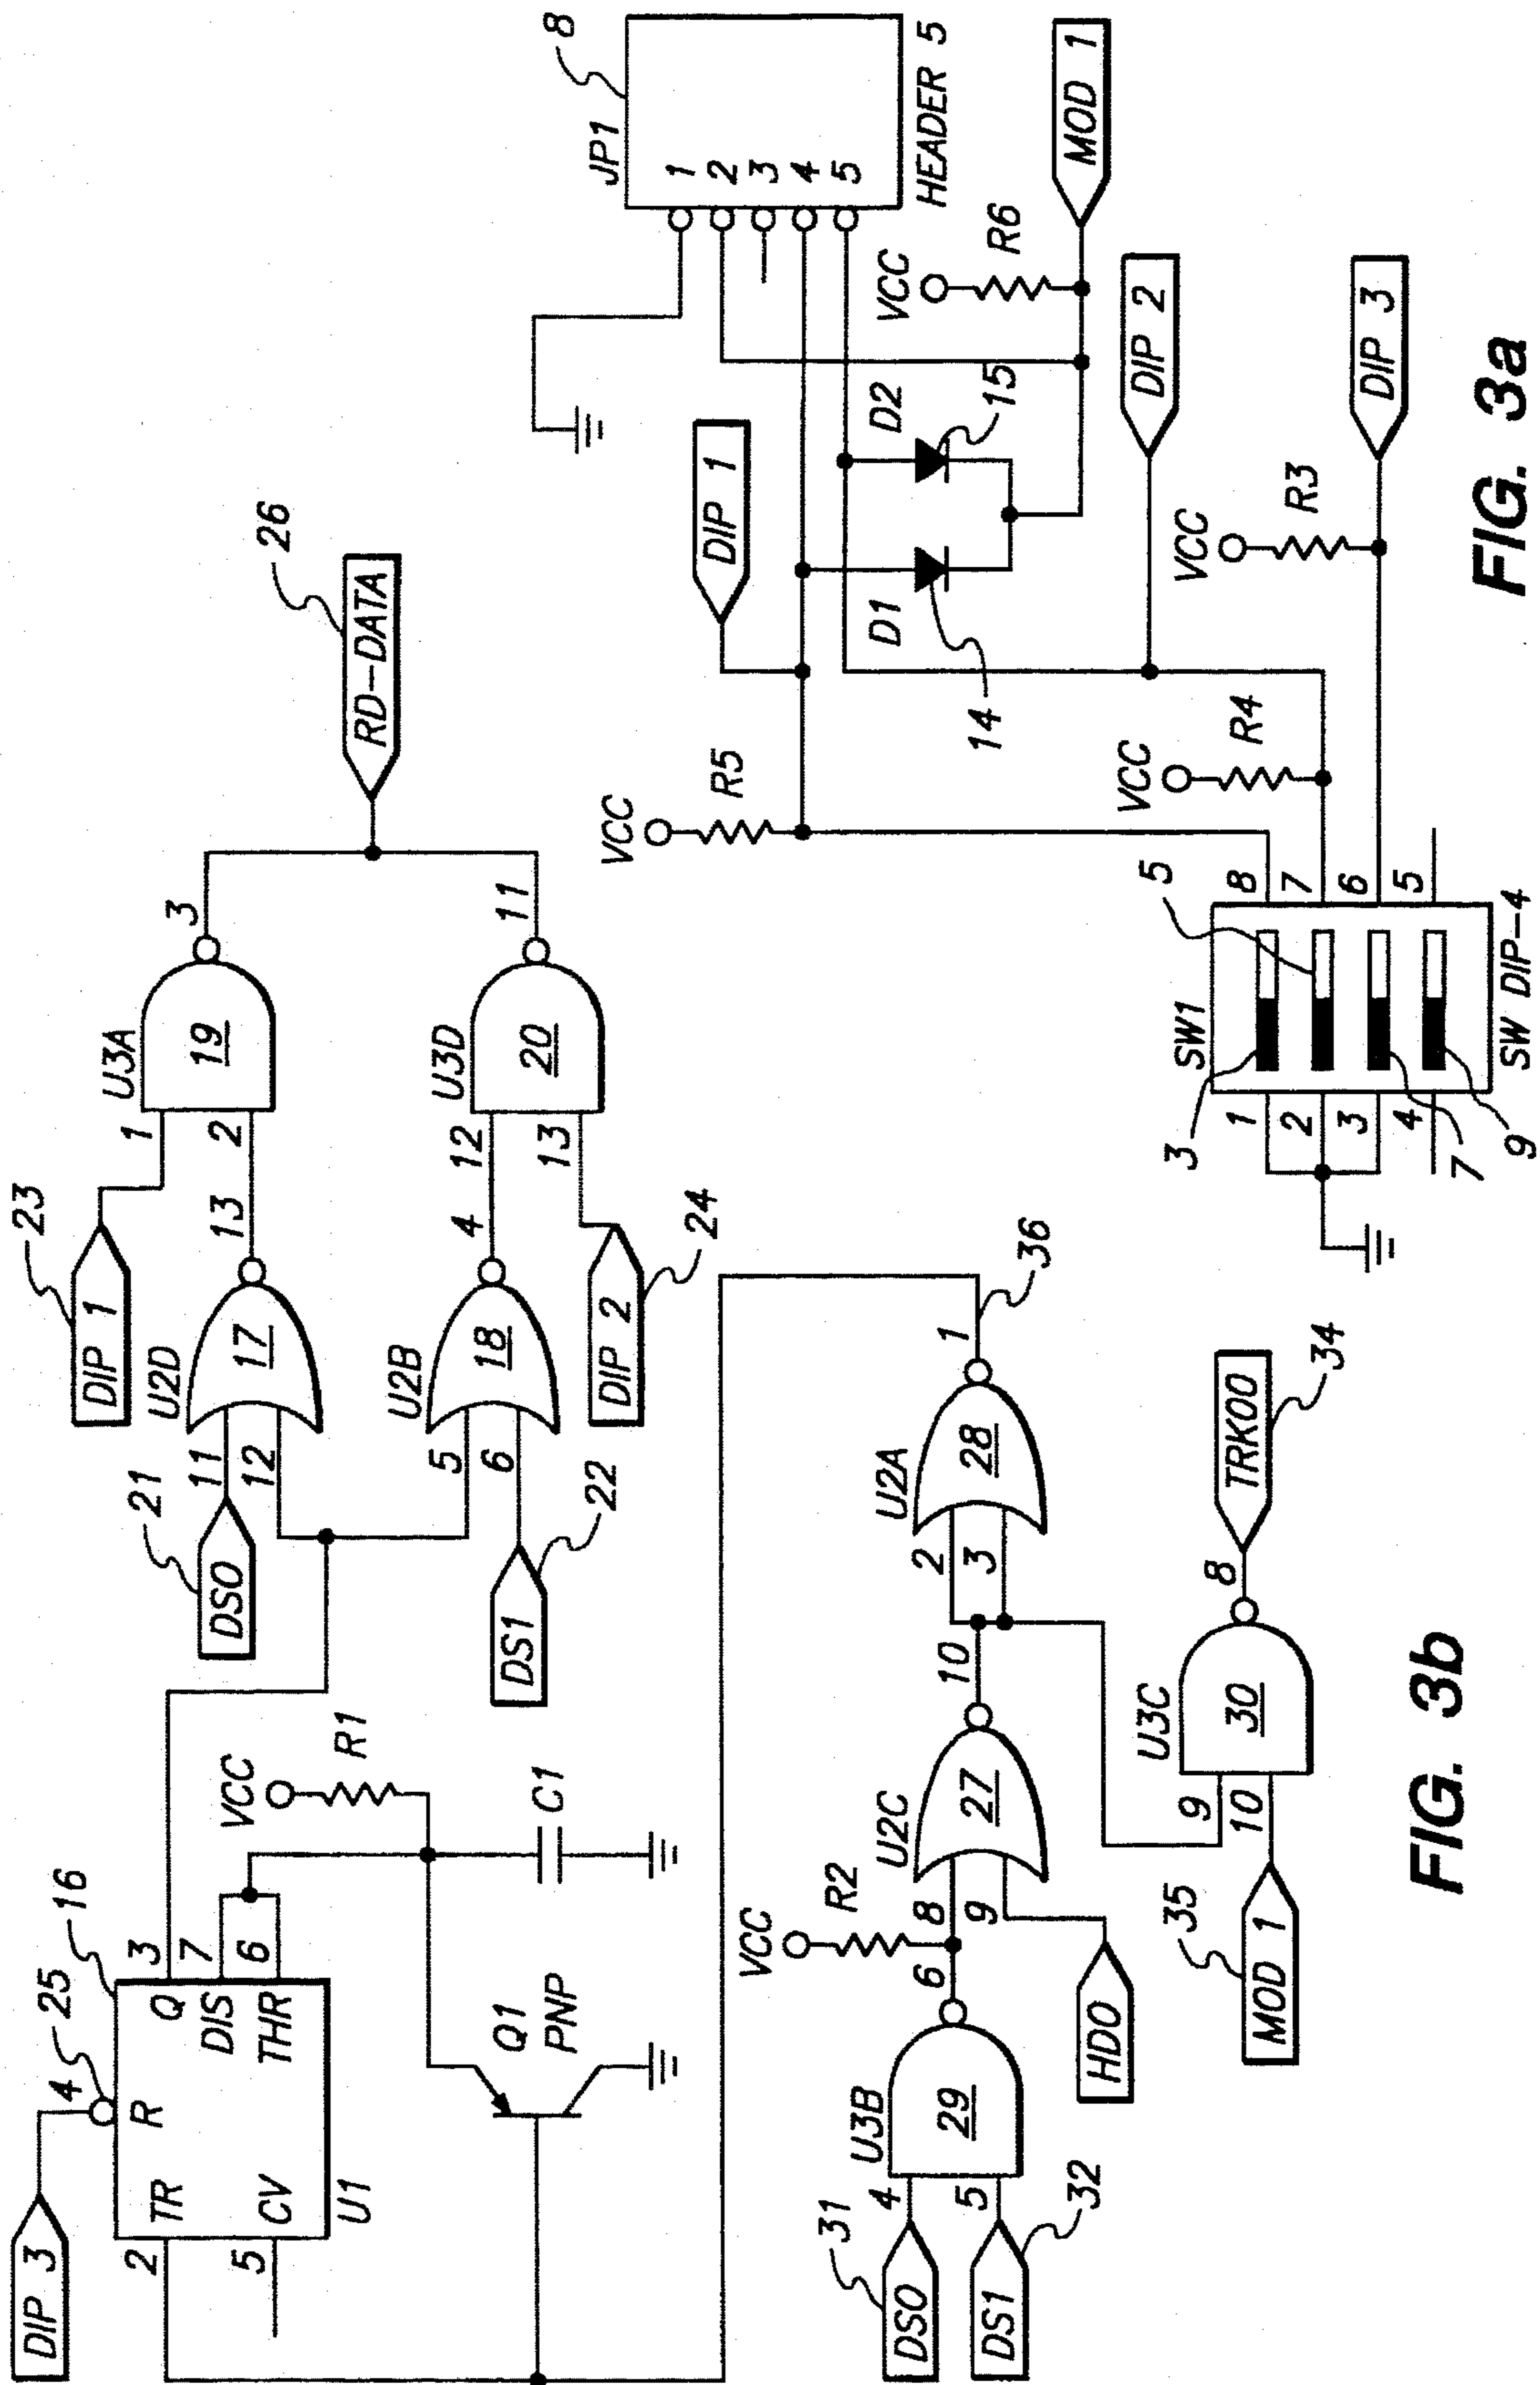 DIP 3
4
25
16
R
2
TR
Q
3
DIS
7
5
CV
THR
6
U1
VCC
R1
Q1
PNP
C1
21
DS0
11
12
U2D
17
13
23
DIP 1
1
2
U3A
19
3
26
RD-DATA
DS1
22
5
6
U2B
18
4
12
13
DIP 2
24
U3D
20
11
31
DS0
4
DS1
5
32
U3B
29
6
VCC
R2
8
9
HD0
U2C
27
10
2
3
U2A
28
1
36
35
MOD 1
9
10
U3C
30
8
TRK00
34
FIG. 3b
JP1
8
1
2
3
4
5
HEADER 5
DIP 1
VCC
R5
D1
D2
14
15
VCC
R6
MOD 1
VCC
R4
DIP 2
VCC
R3
DIP 3
SW1
3
5
1
2
3
4
8
7
6
5
7
9
SW DIP-4
FIG. 3a